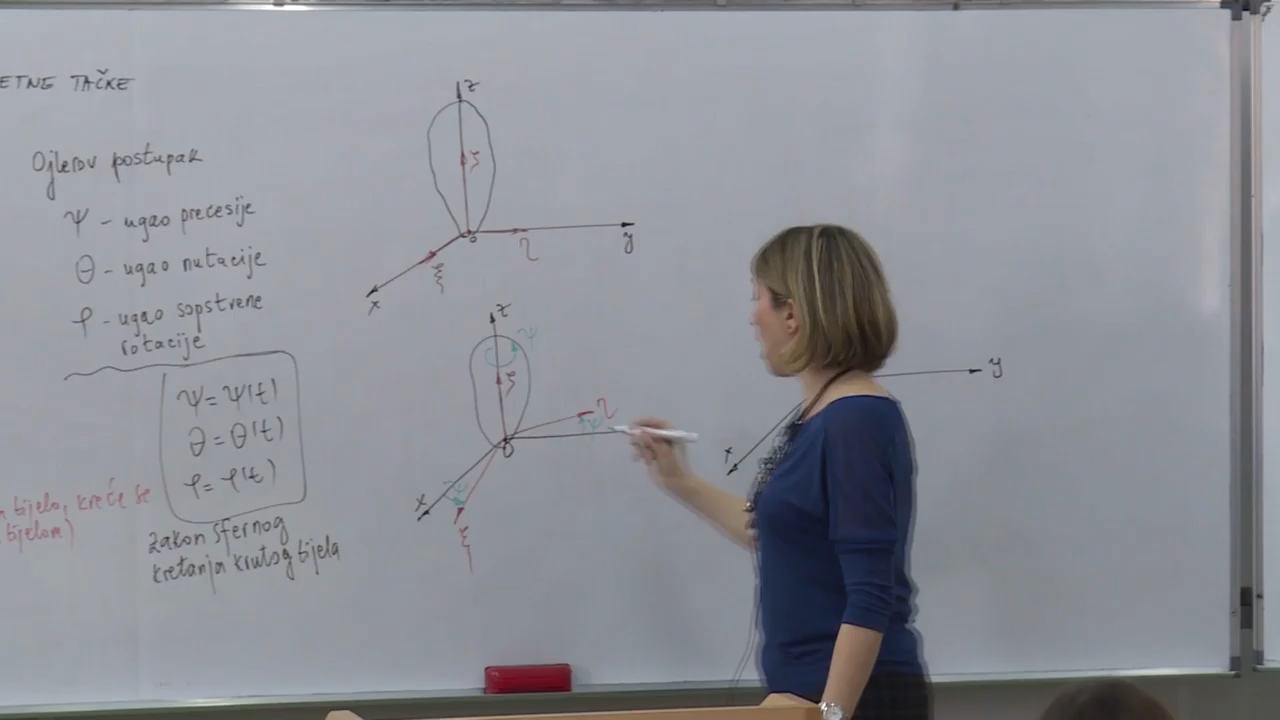 ETNE TAČKE
Ojlerov postupak
ψ - ugao precesije
θ - ugao nutacije
φ - ugao sopstvene
rotacije
ψ = ψ(t)
θ = θ(t)
φ = φ(t)
tijelo, kreće se
tijelom)
zakon sfernog
kretanja krutog tijela
z
ζ
o
η
y
ξ
x
z
ψ
ζ
η
ψ
O
x
ψ
ξ
y
x